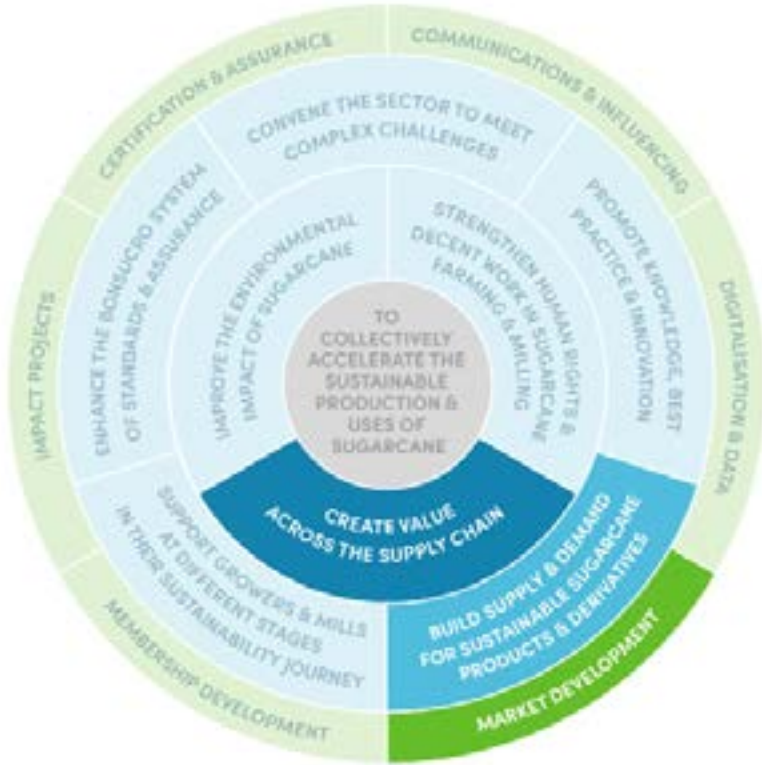 CERTIFICATION & ASSURANCE
COMMUNICATIONS & INFLUENCING
CONVENE THE SECTOR TO MEET
COMPLEX CHALLENGES
ENHANCE THE BONSUCRO SYSTEM
OF STANDARDS & ASSURANCE
PROMOTE KNOWLEDGE, BEST
PRACTICE & INNOVATION
IMPROVE THE ENVIRONMENTAL
IMPACT OF SUGARCANE
STRENGTHEN HUMAN RIGHTS &
DECENT WORK IN SUGARCANE
FARMING & MILLING
IMPACT PROJECTS
DIGITALISATION & DATA
TO
COLLECTIVELY
ACCELERATE THE
SUSTAINABLE
PRODUCTION &
USES OF
SUGARCANE
CREATE VALUE
ACROSS THE SUPPLY CHAIN
SUPPORT GROWERS & MILLS
AT DIFFERENT STAGES
IN THEIR SUSTAINABILITY JOURNEY
BUILD SUPPLY & DEMAND
FOR SUSTAINABLE SUGARCANE
PRODUCTS & DERIVATIVES
MEMBERSHIP DEVELOPMENT
MARKET DEVELOPMENT